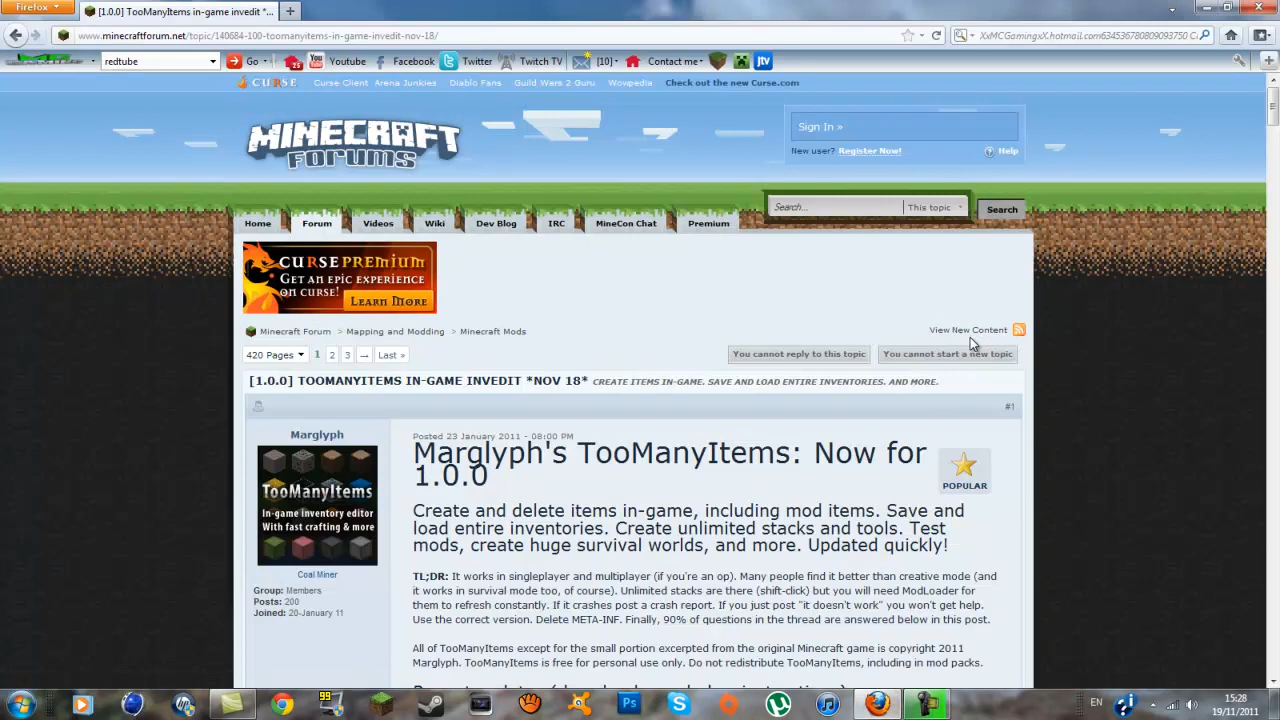 Firefox
[1.0.0] TooManyItems in-game invedit *...
www.minecraftforum.net/topic/140684-100-toomanyitems-in-game-invedit-nov-18/
XxMCGamingxX.hotmail.com634536780809093750 C
redtube
Go
Youtube
Facebook
Twitter
Twitch TV
[10]
Contact me
jtv
CURSE
Curse Client
Arena Junkies
Diablo Fans
Guild Wars 2 Guru
Wowpedia
Check out the new Curse.com
MINECRAFT
FORUMS
Sign In »
New user? Register Now!
Help
Search...
This topic
Search
Home
Forum
Videos
Wiki
Dev Blog
IRC
MineCon Chat
Premium
CURSE PREMIUM
GET AN EPIC EXPERIENCE
ON CURSE!
LEARN MORE
Minecraft Forum > Mapping and Modding > Minecraft Mods
View New Content
420 Pages
1
2
3
→
Last »
You cannot reply to this topic
You cannot start a new topic
[1.0.0] TOOMANYITEMS IN-GAME INVEDIT *NOV 18* CREATE ITEMS IN-GAME. SAVE AND LOAD ENTIRE INVENTORIES. AND MORE.
#1
Marglyph
TooManyItems
In-game inventory editor
With fast crafting & more
Coal Miner
Group: Members
Posts: 200
Joined: 20-January 11
Posted 23 January 2011 - 08:00 PM
Marglyph's TooManyItems: Now for
1.0.0
POPULAR
Create and delete items in-game, including mod items. Save and
load entire inventories. Create unlimited stacks and tools. Test
mods, create huge survival worlds, and more. Updated quickly!
TL;DR: It works in singleplayer and multiplayer (if you're an op). Many people find it better than creative mode (and
it works in survival mode too, of course). Unlimited stacks are there (shift-click) but you will need ModLoader for
them to refresh constantly. If it crashes post a crash report. If you just post "it doesn't work" you won't get help.
Use the correct version. Delete META-INF. Finally, 90% of questions in the thread are answered below in this post.
All of TooManyItems except for the small portion excerpted from the original Minecraft game is copyright 2011
Marglyph. TooManyItems is free for personal use only. Do not redistribute TooManyItems, including in mod packs.
99
Ps
EN
15:28
19/11/2011